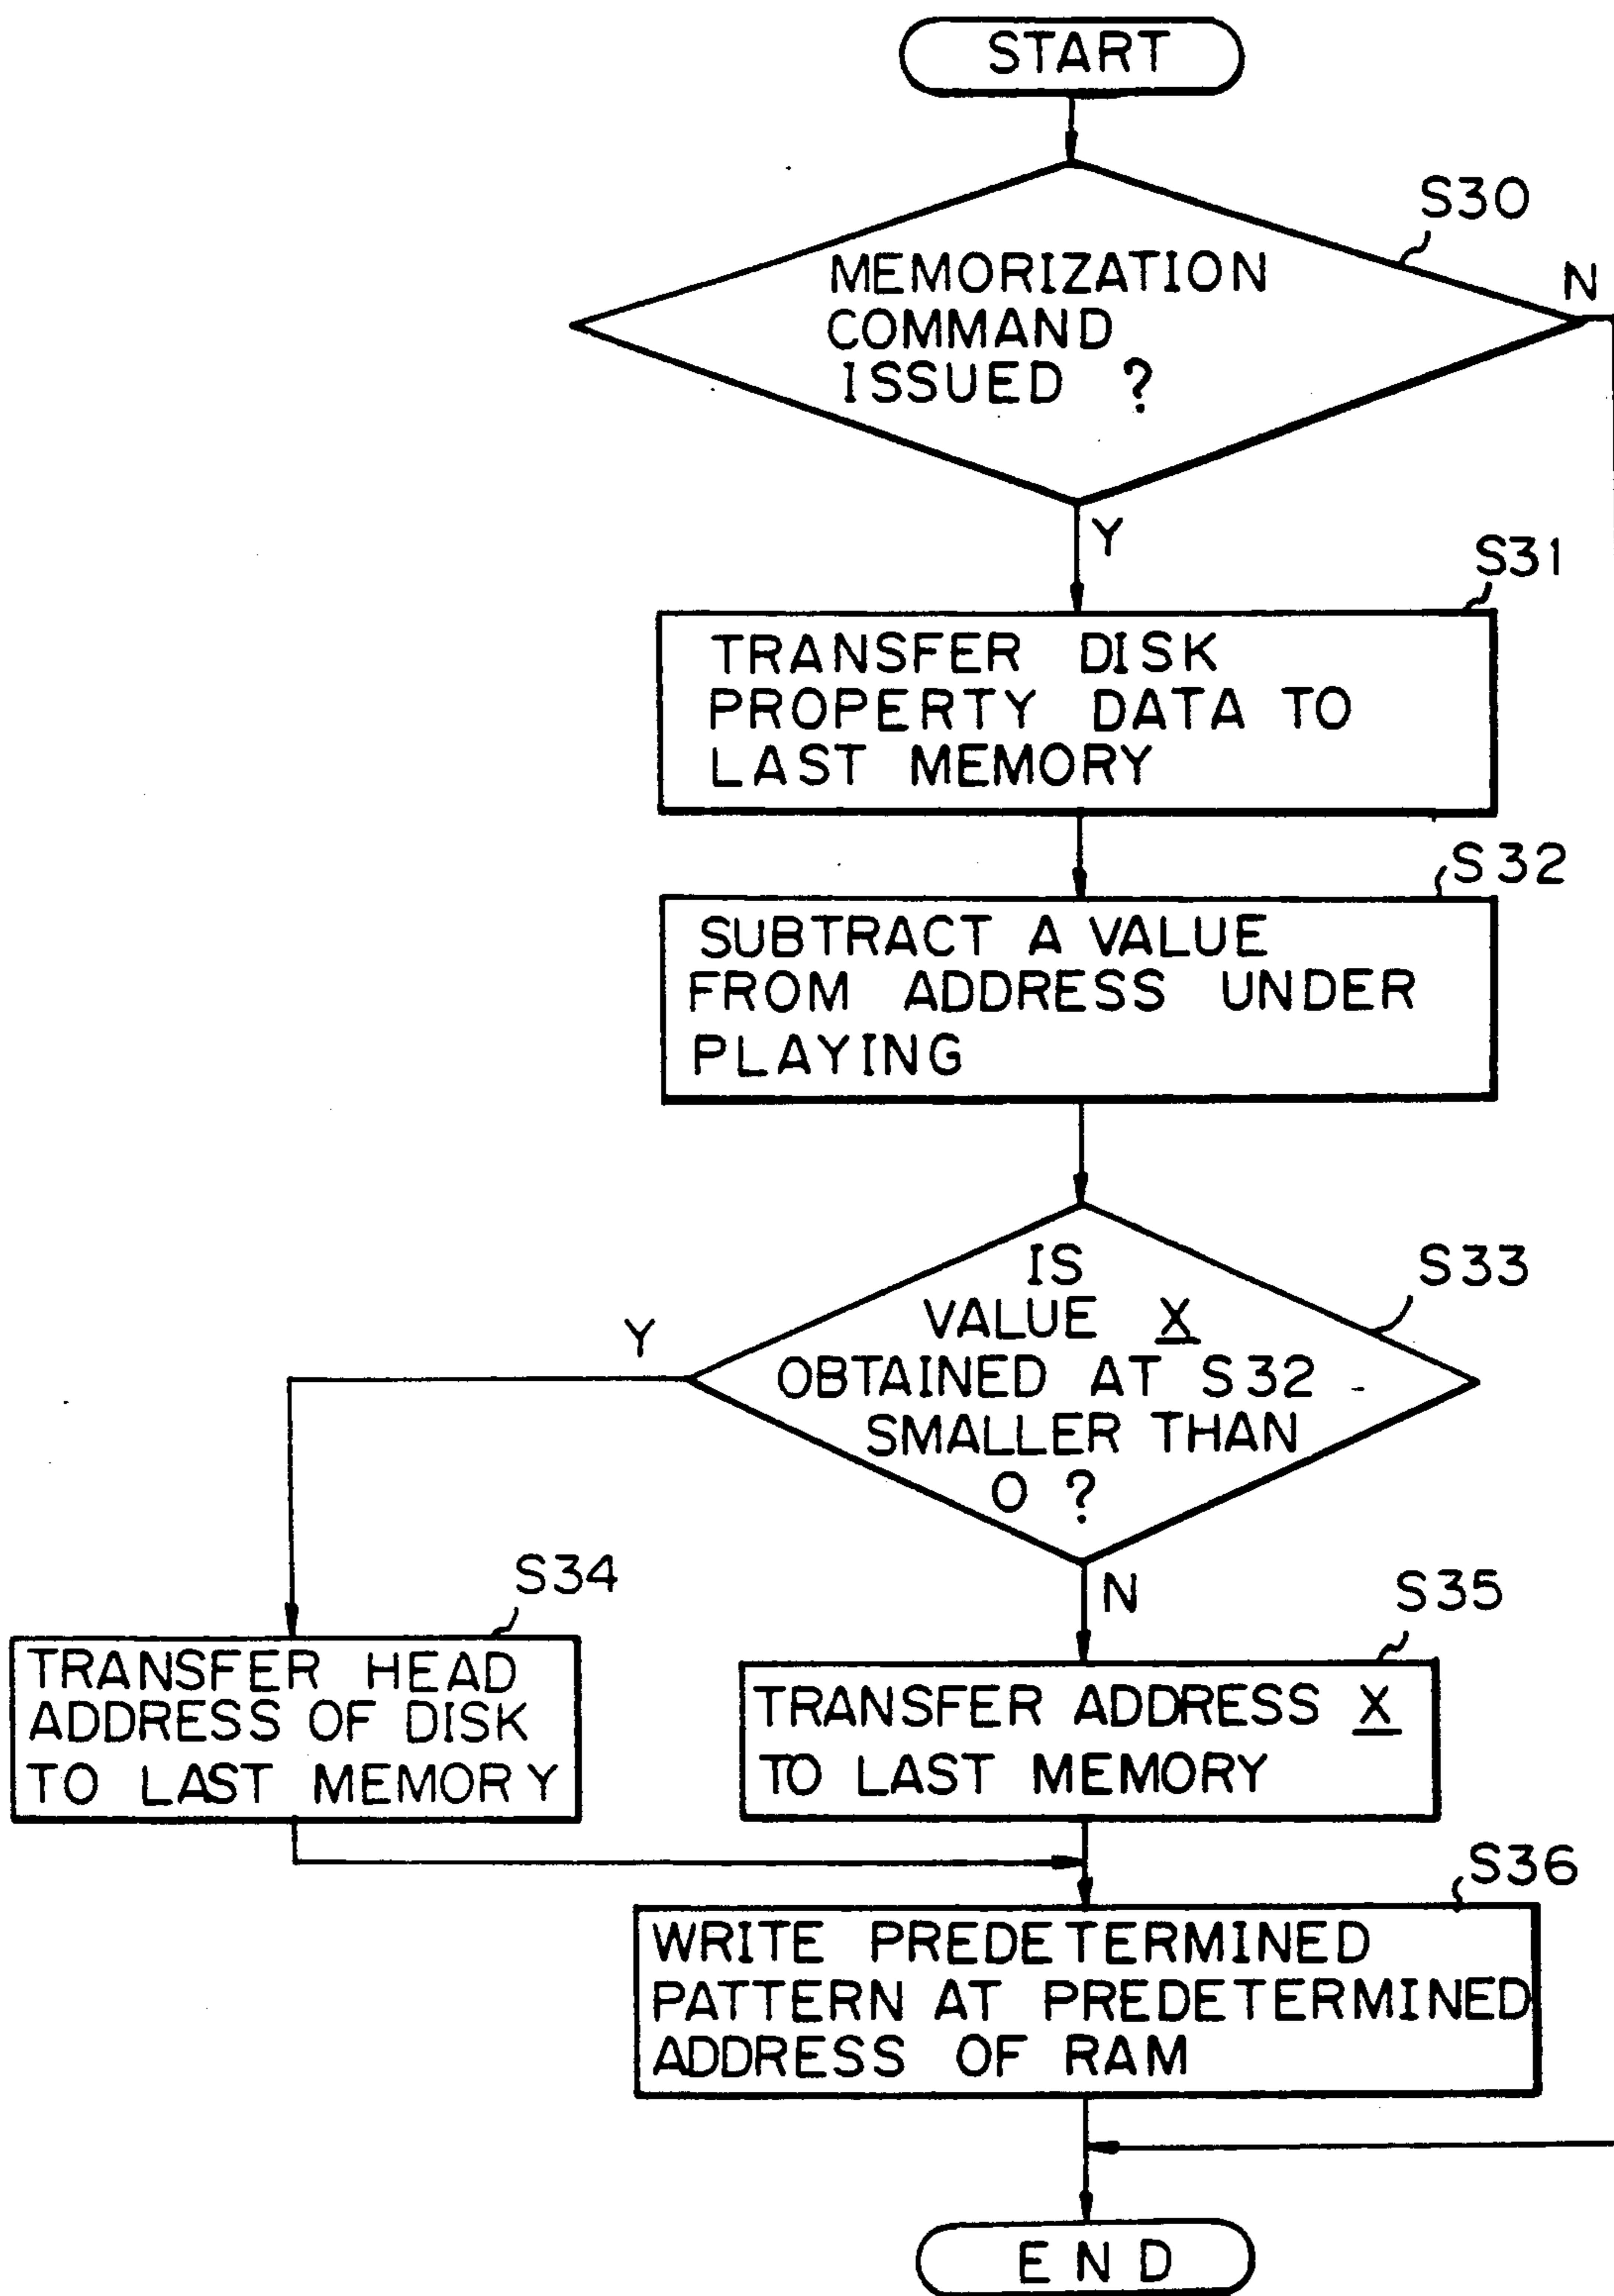 START
S30
MEMORIZATION
COMMAND
ISSUED ?
N
Y
S31
TRANSFER DISK
PROPERTY DATA TO
LAST MEMORY
S32
SUBTRACT A VALUE
FROM ADDRESS UNDER
PLAYING
S33
IS
VALUE X
OBTAINED AT S32
SMALLER THAN
0 ?
Y
N
S34
TRANSFER HEAD
ADDRESS OF DISK
TO LAST MEMORY
S35
TRANSFER ADDRESS X
TO LAST MEMORY
S36
WRITE PREDETERMINED
PATTERN AT PREDETERMINED
ADDRESS OF RAM
END